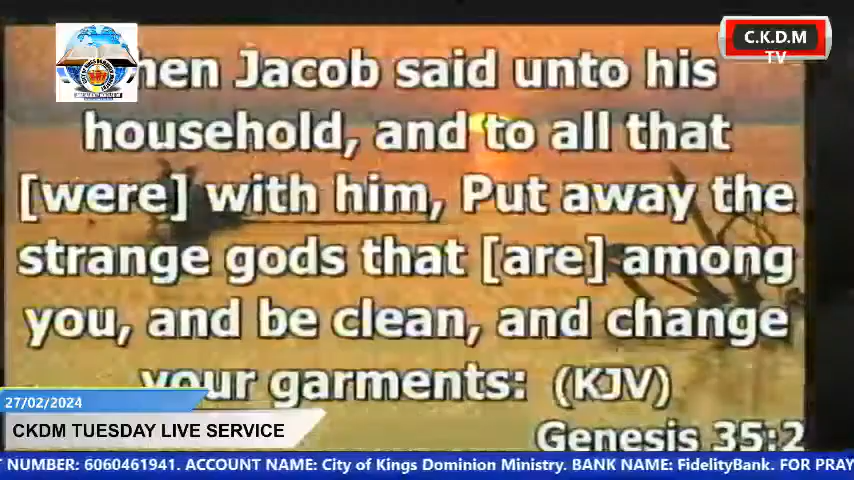 C.K.D.M
TV
hen Jacob said unto his
household, and to all that
[were] with him, Put away the
strange gods that [are] among
you, and be clean, and change
your garments: (KJV)
Genesis 35:2
27/02/2024
CKDM TUESDAY LIVE SERVICE
T NUMBER: 6060461941. ACCOUNT NAME: City of Kings Dominion Ministry. BANK NAME: FidelityBank. FOR PRAY